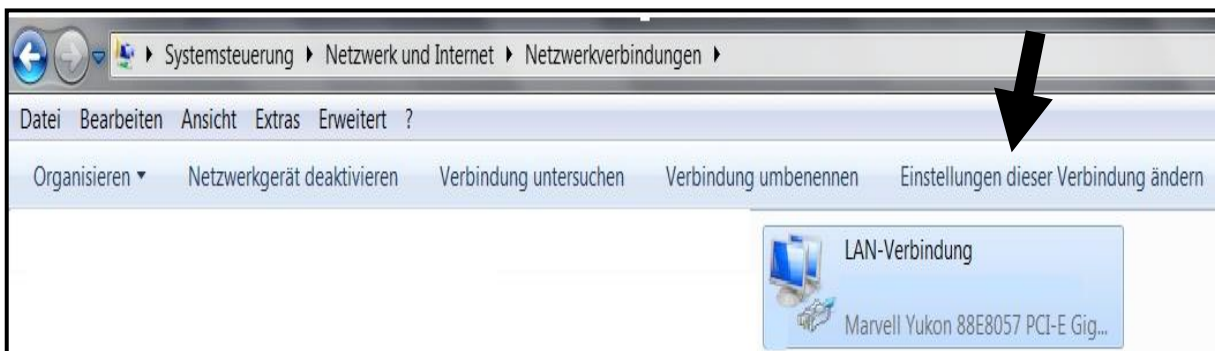 Systemsteuerung Netzwerk und Internet Netzwerkverbindungen
Datei Bearbeiten Ansicht Extras Erweitert ?
Organisieren Netzwerkgerät deaktivieren Verbindung untersuchen Verbindung umbenennen Einstellungen dieser Verbindung ändern
LAN-Verbindung
Marvell Yukon 88E8057 PCI-E Gig...